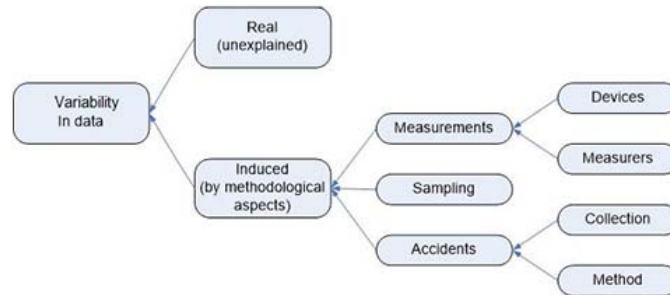 Real
(unexplained)
Variability
In data
Induced
(by methodological
aspects)
Measurements
Sampling
Accidents
Devices
Measurers
Collection
Method